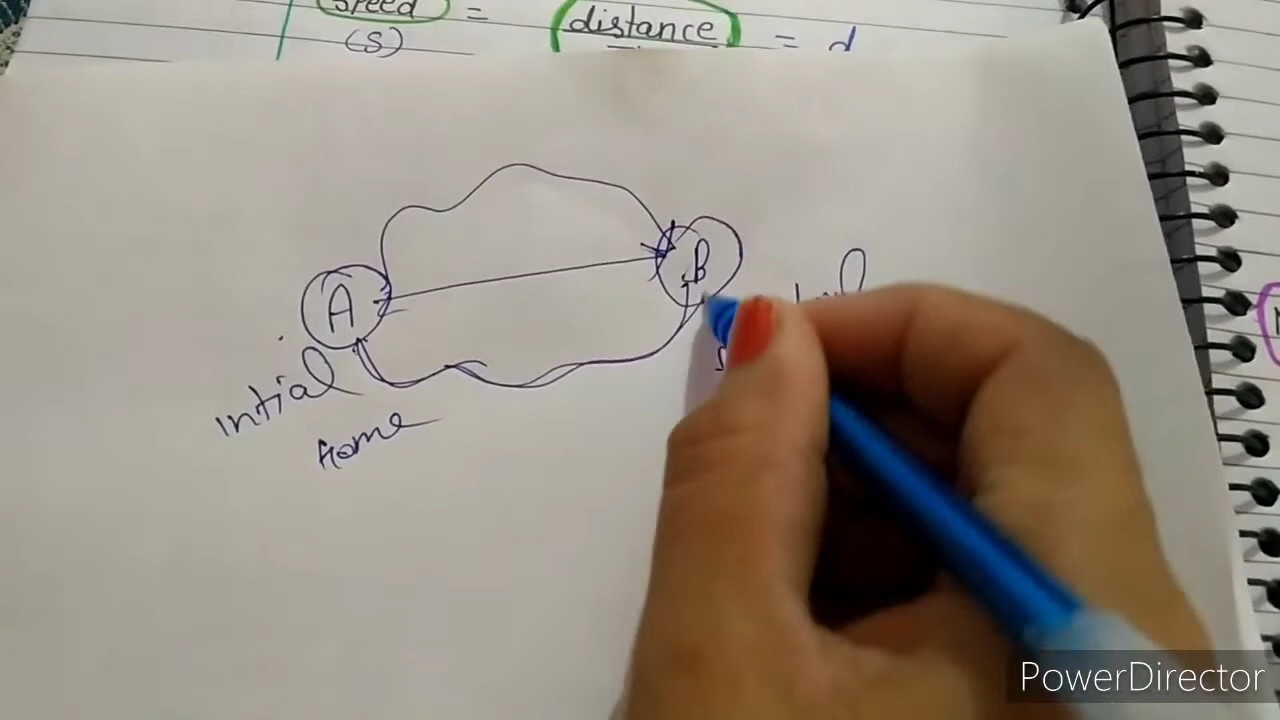 speed = distance = d
(S)
A
B
intial
Home
PowerDirector